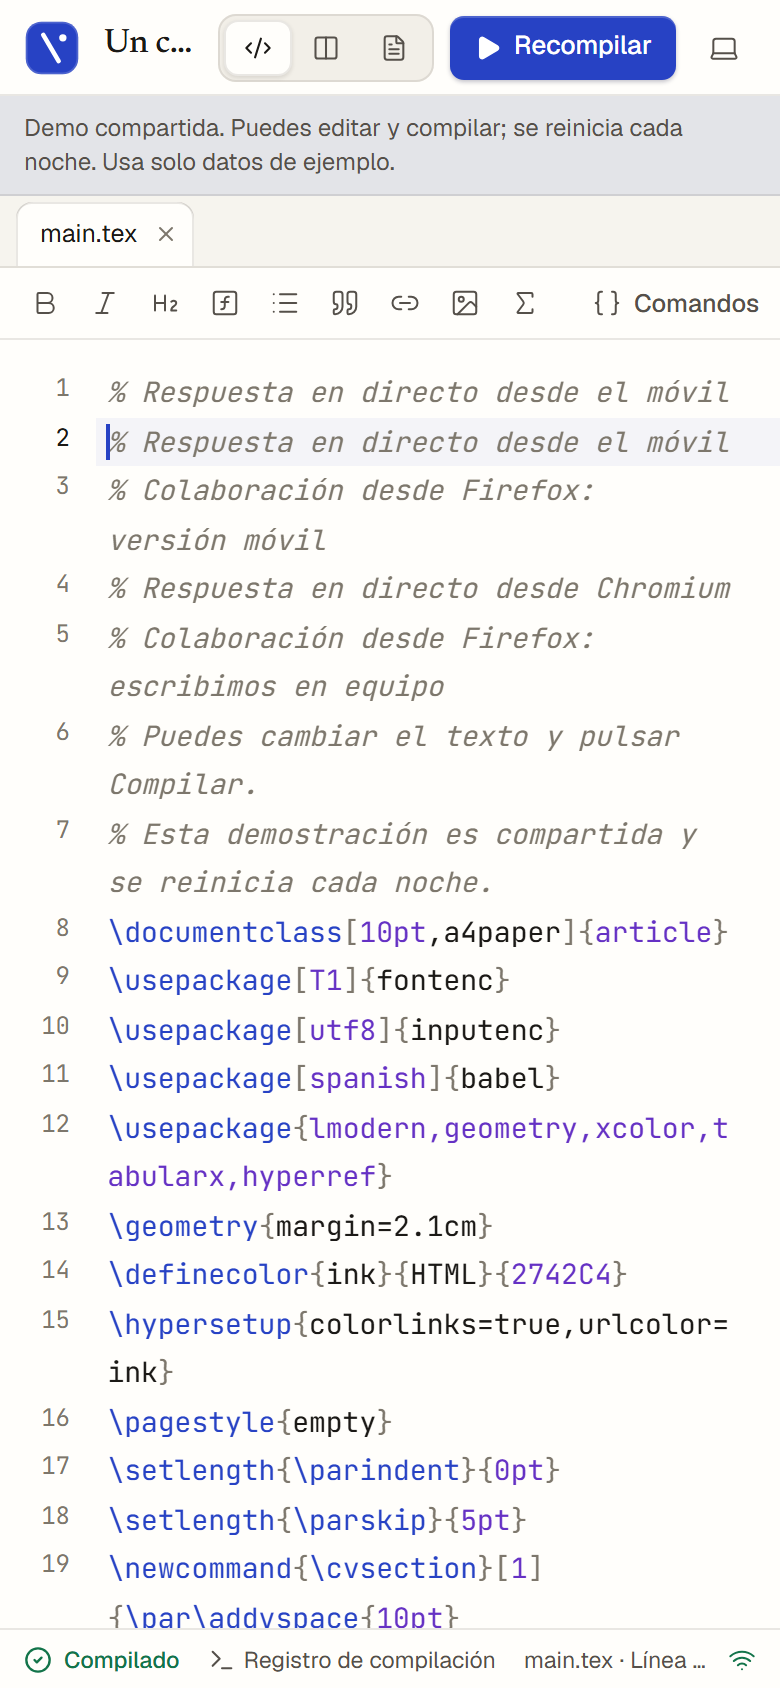 Un c...
Recompilar
Demo compartida. Puedes editar y compilar; se reinicia cada
noche. Usa solo datos de ejemplo.
main.tex
B I H2 Comandos
1 % Respuesta en directo desde el móvil
2 % Respuesta en directo desde el móvil
3 % Colaboración desde Firefox:
versión móvil
4 % Respuesta en directo desde Chromium
5 % Colaboración desde Firefox:
escribimos en equipo
6 % Puedes cambiar el texto y pulsar
Compilar.
7 % Esta demostración es compartida y
se reinicia cada noche.
8 \documentclass[10pt,a4paper]{article}
9 \usepackage[T1]{fontenc}
10 \usepackage[utf8]{inputenc}
11 \usepackage[spanish]{babel}
12 \usepackage{lmodern,geometry,xcolor,t
abularx,hyperref}
13 \geometry{margin=2.1cm}
14 \definecolor{ink}{HTML}{2742C4}
15 \hypersetup{colorlinks=true,urlcolor=
ink}
16 \pagestyle{empty}
17 \setlength{\parindent}{0pt}
18 \setlength{\parskip}{5pt}
19 \newcommand{\cvsection}[1]
{\par\addvspace{10pt}
Compilado Registro de compilación main.tex · Línea ...